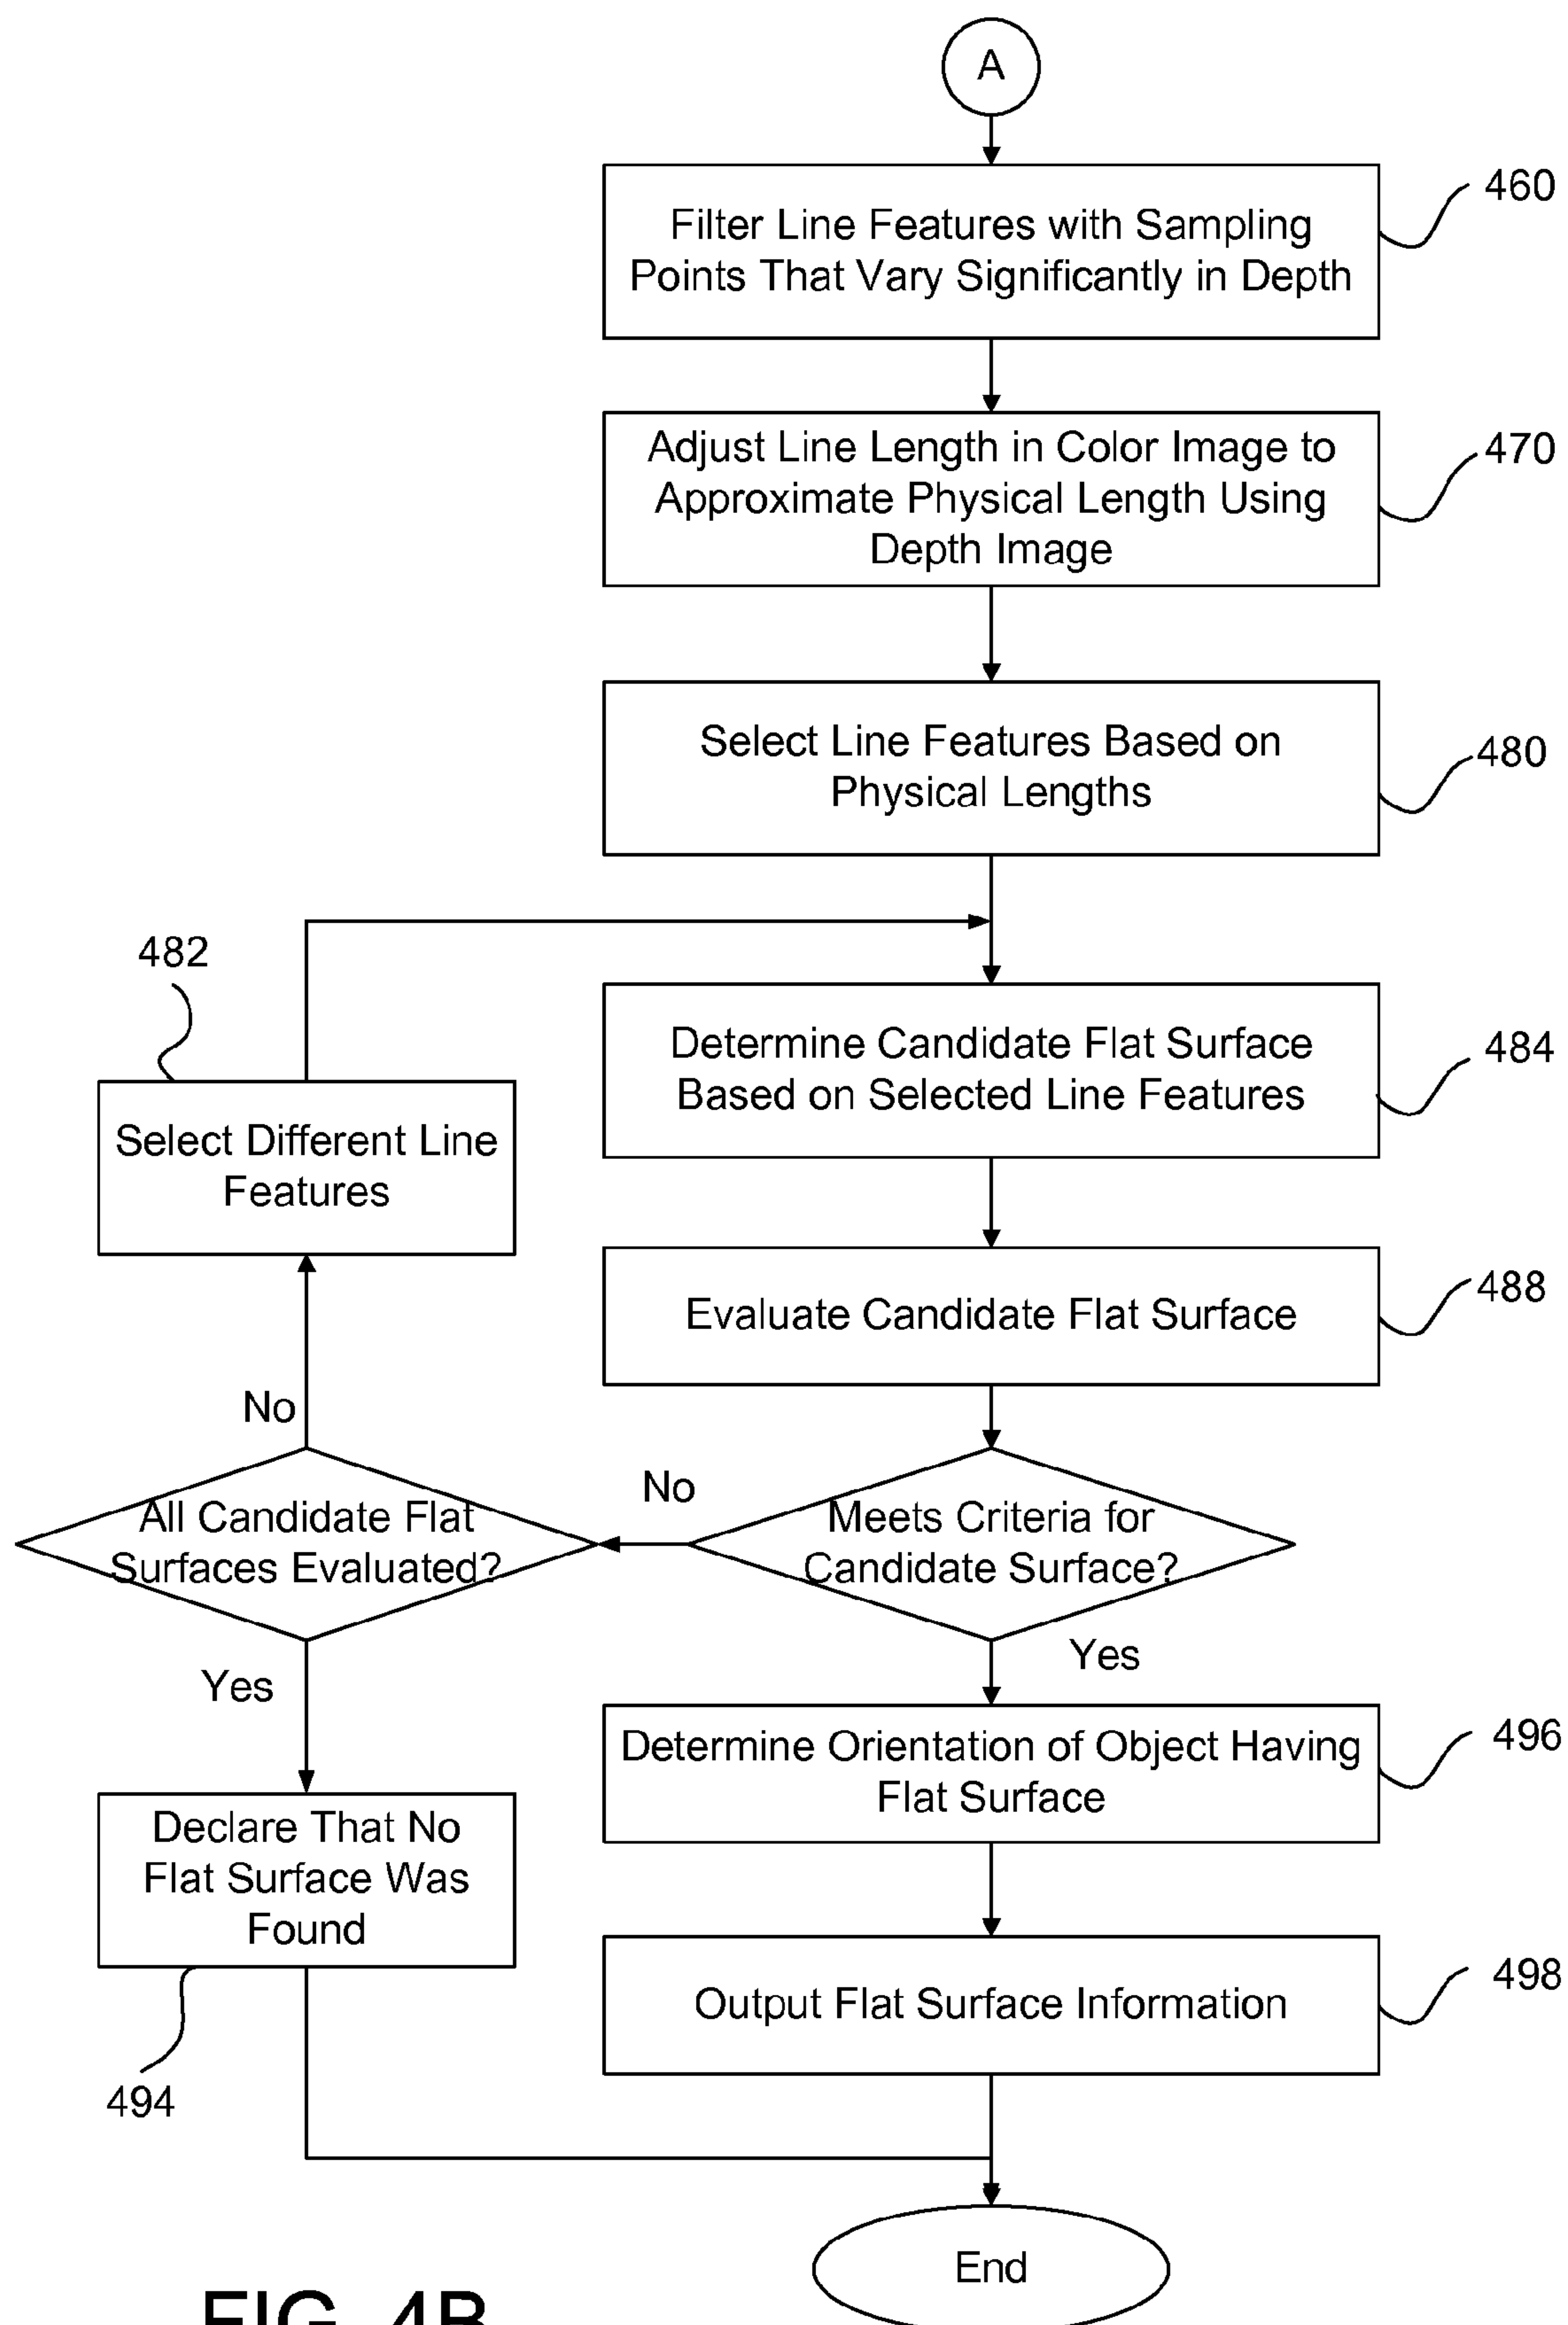 A
Filter Line Features with Sampling
Points That Vary Significantly in Depth
460
Adjust Line Length in Color Image to
Approximate Physical Length Using
Depth Image
470
Select Line Features Based on
Physical Lengths
480
482
Select Different Line
Features
Determine Candidate Flat Surface
Based on Selected Line Features
484
Evaluate Candidate Flat Surface
488
No
All Candidate Flat
Surfaces Evaluated?
No
Meets Criteria for
Candidate Surface?
Yes
Yes
Determine Orientation of Object Having
Flat Surface
496
Declare That No
Flat Surface Was
Found
494
Output Flat Surface Information
498
End
FIG. 4B